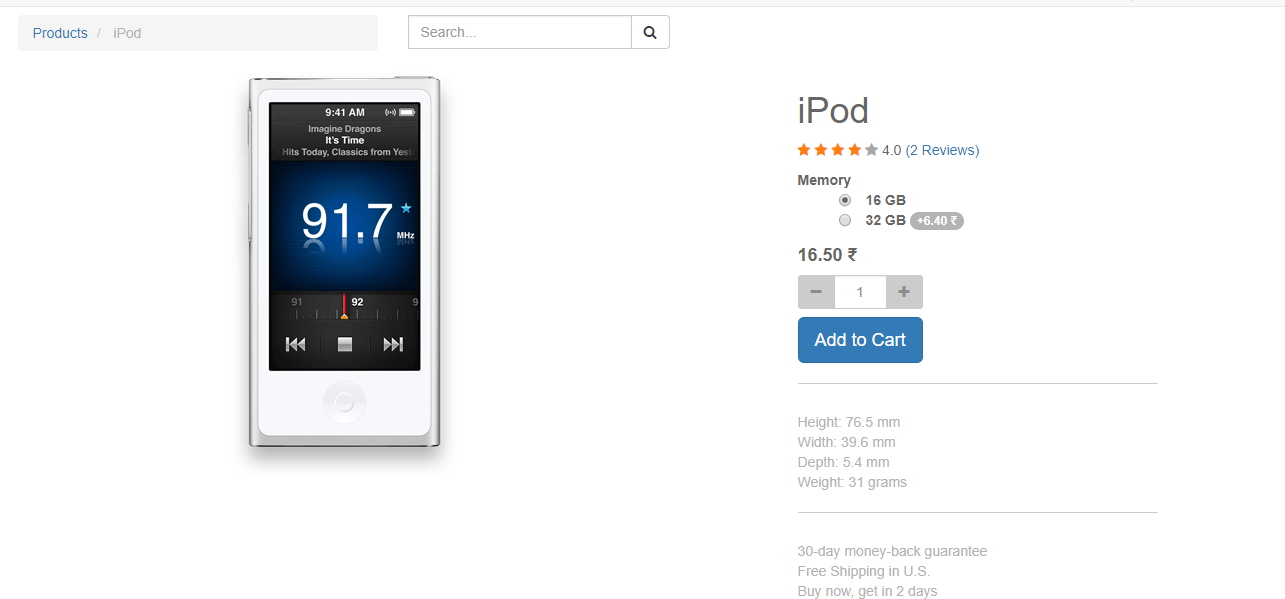 Products / iPod
Search...
9:41 AM
Imagine Dragons
It's Time
Hits Today, Classics from Yest
91.7
MHz
91 92 9
iPod
4.0 (2 Reviews)
Memory
16 GB
32 GB +6.40 ₹
16.50 ₹
− 1 +
Add to Cart
Height: 76.5 mm
Width: 39.6 mm
Depth: 5.4 mm
Weight: 31 grams
30-day money-back guarantee
Free Shipping in U.S.
Buy now, get in 2 days